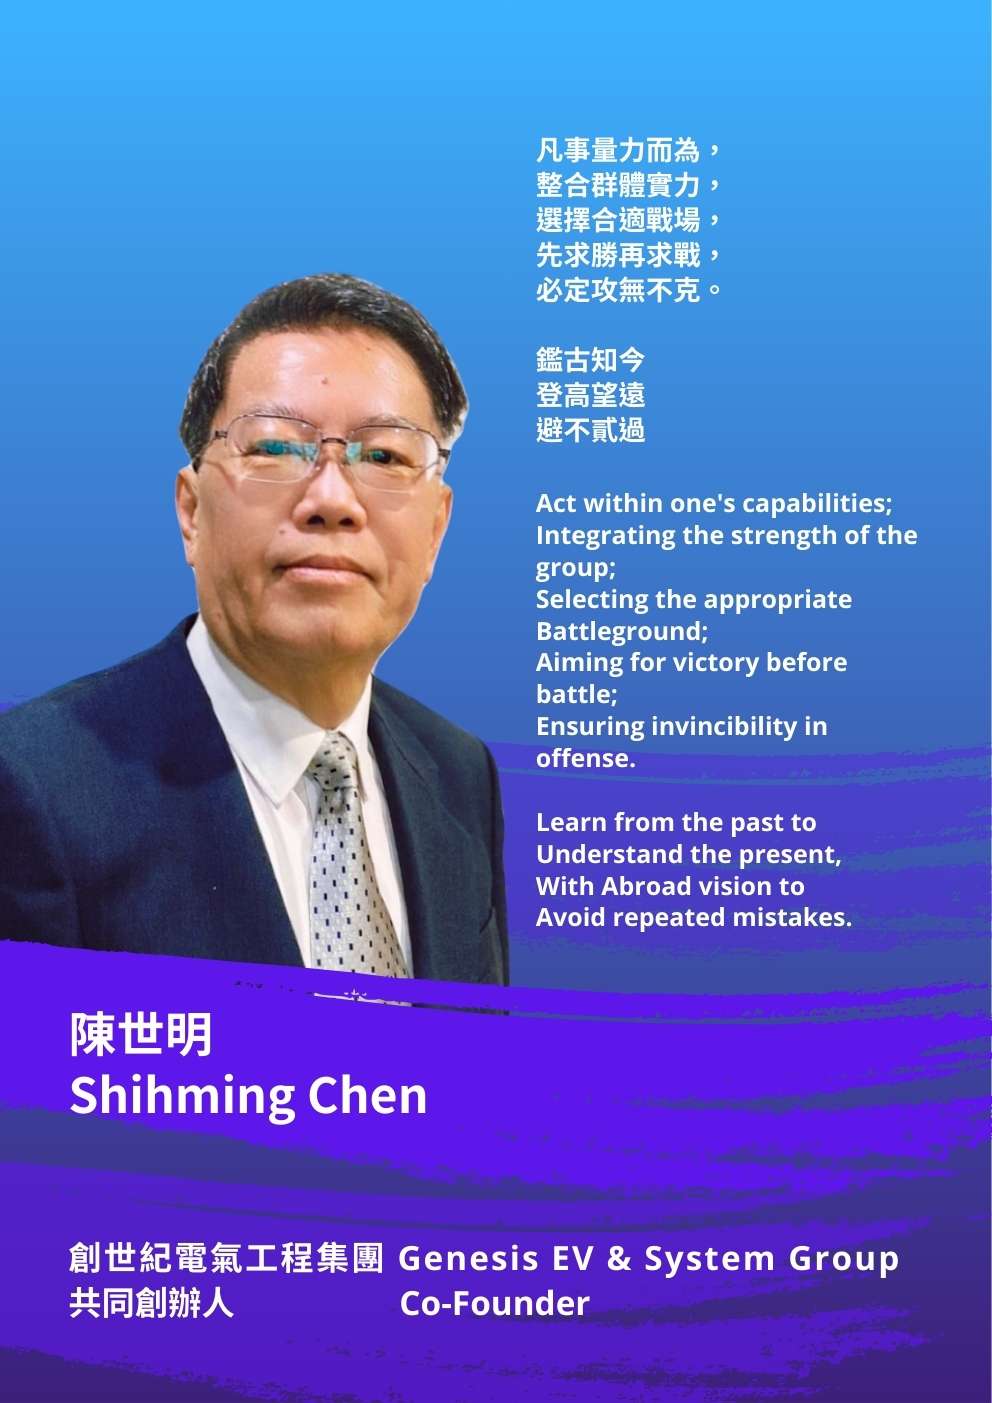 凡事量力而為，
整合群體實力，
選擇合適戰場，
先求勝再求戰，
必定攻無不克。
鑑古知今
登高望遠
避不貳過
Act within one's capabilities;
Integrating the strength of the
group;
Selecting the appropriate
Battleground;
Aiming for victory before
battle;
Ensuring invincibility in
offense.
Learn from the past to
Understand the present,
With Abroad vision to
Avoid repeated mistakes.
陳世明
Shihming Chen
創世紀電氣工程集團 Genesis EV & System Group
共同創辦人 Co-Founder